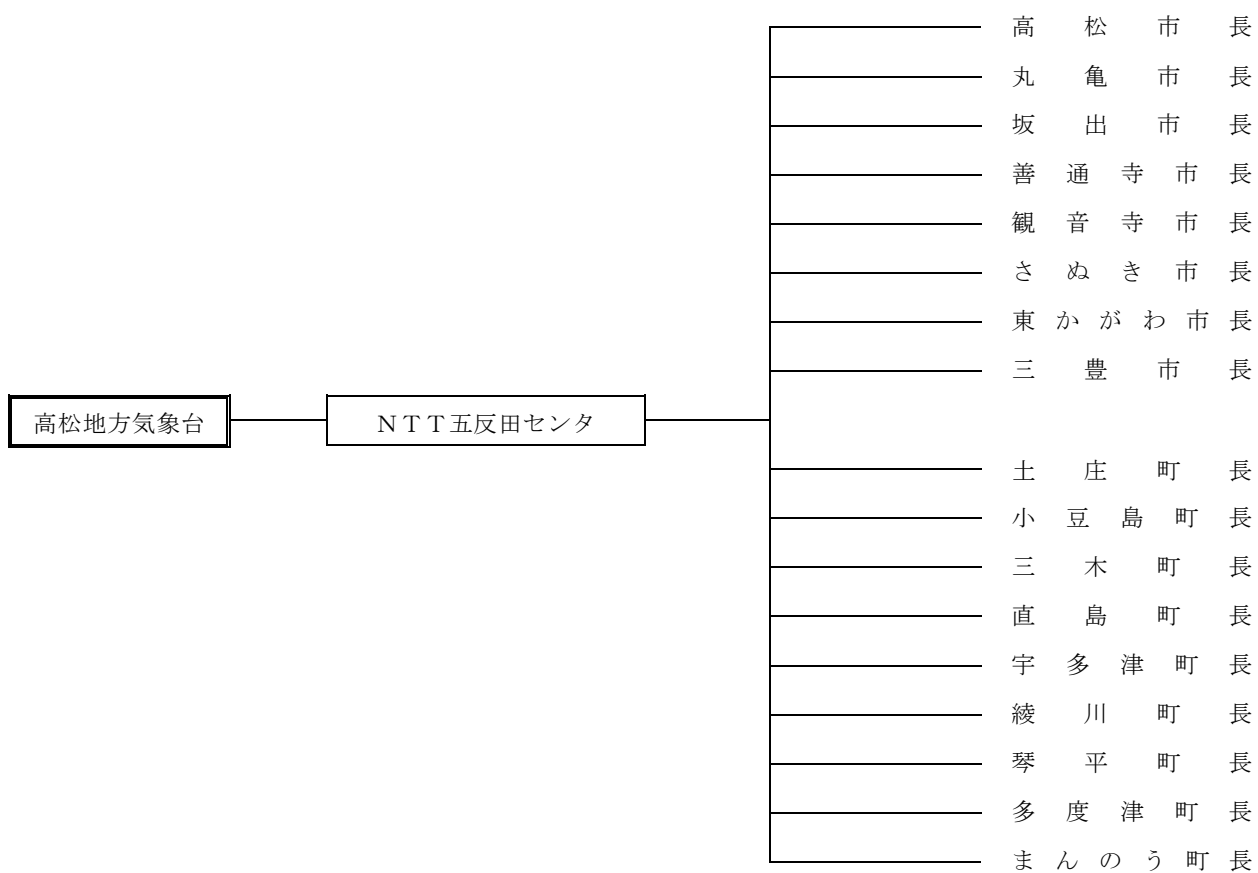 高松地方気象台
ＮＴＴ五反田センタ
高松市長
丸亀市長
坂出市長
善通寺市長
観音寺市長
さぬき市長
東かがわ市長
三豊市長
土庄町長
小豆島町長
三木町長
直島町長
宇多津町長
綾川町長
琴平町長
多度津町長
まんのう町長